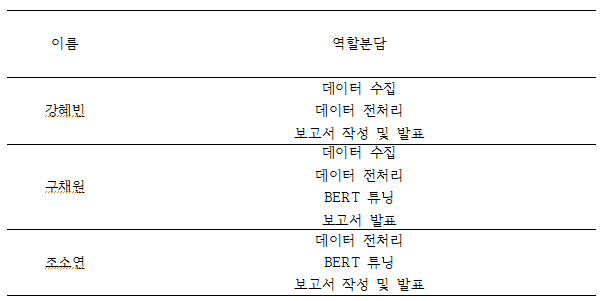 이름 역할분담
데이터 수집
강혜빈 데이터 전처리
보고서 작성 및 발표
데이터 수집
데이터 전처리
구채원
BERT 튜닝
보고서 발표
데이터 전처리
조소연 BERT 튜닝
보고서 작성 및 발표